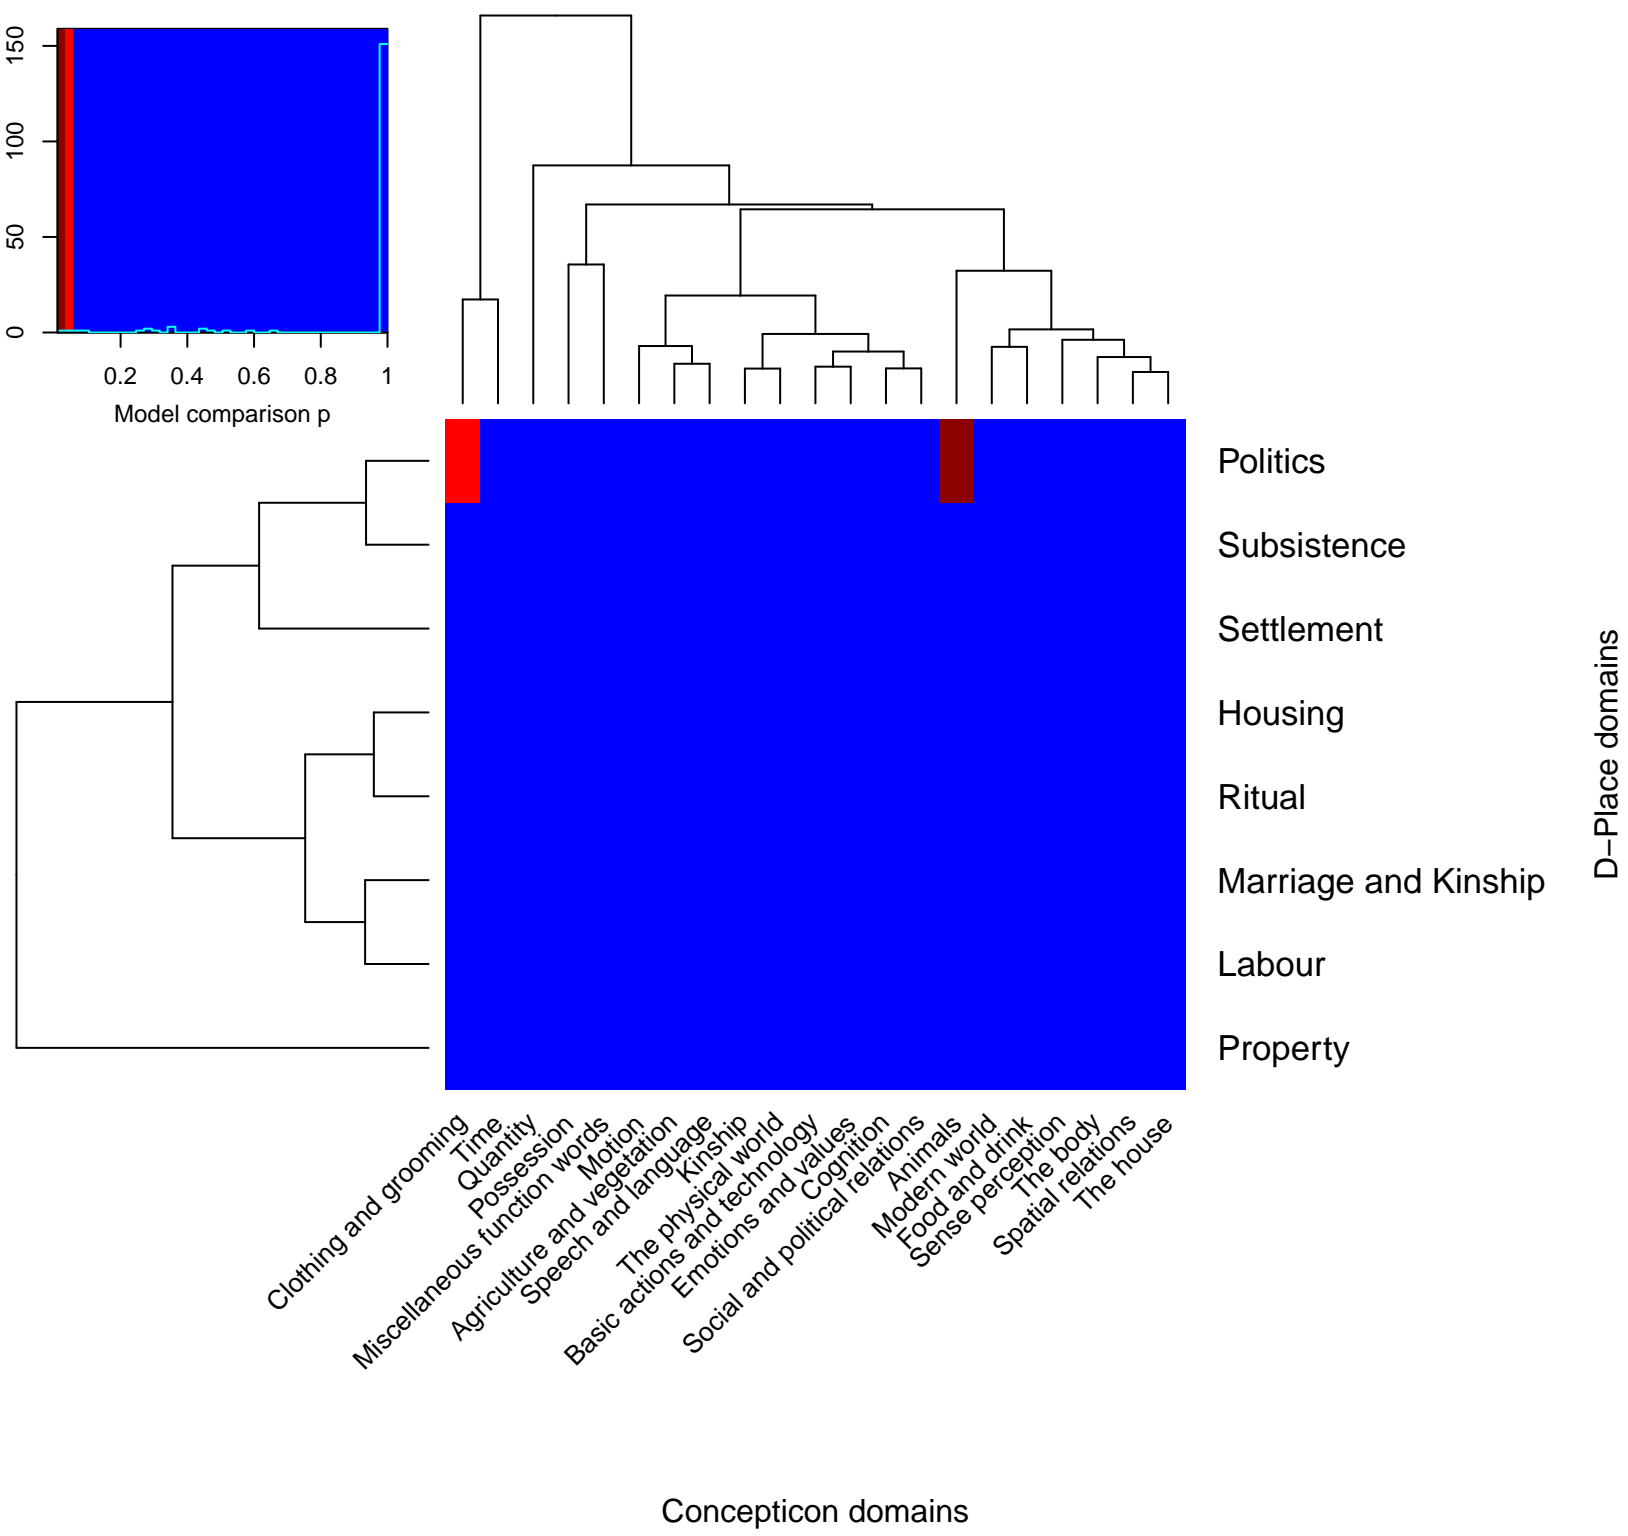 150
100
50
0
0.2 0.4 0.6 0.8 1
Model comparison p
Politics
Subsistence
Settlement
Housing
Ritual
Marriage and Kinship
Labour
Property
D−Place domains
Clothing and grooming
Time
Quantity
Possession
Miscellaneous function words
Motion
Agriculture and vegetation
Speech and language
Kinship
The physical world
Basic actions and technology
Emotions and values
Cognition
Social and political relations
Animals
Modern world
Food and drink
Sense perception
The body
Spatial relations
The house
Concepticon domains